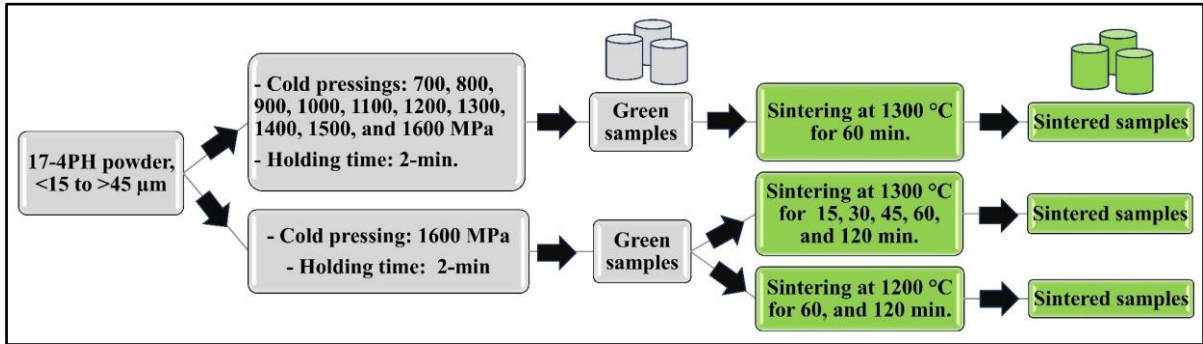 17-4PH powder,
<15 to >45 μm
- Cold pressings: 700, 800,
900, 1000, 1100, 1200, 1300,
1400, 1500, and 1600 MPa
- Holding time: 2-min.
Green
samples
Sintering at 1300 °C
for 60 min.
Sintered samples
- Cold pressing: 1600 MPa
- Holding time: 2-min
Green
samples
Sintering at 1300 °C
for 15, 30, 45, 60,
and 120 min.
Sintered samples
Sintering at 1200 °C
for 60, and 120 min.
Sintered samples